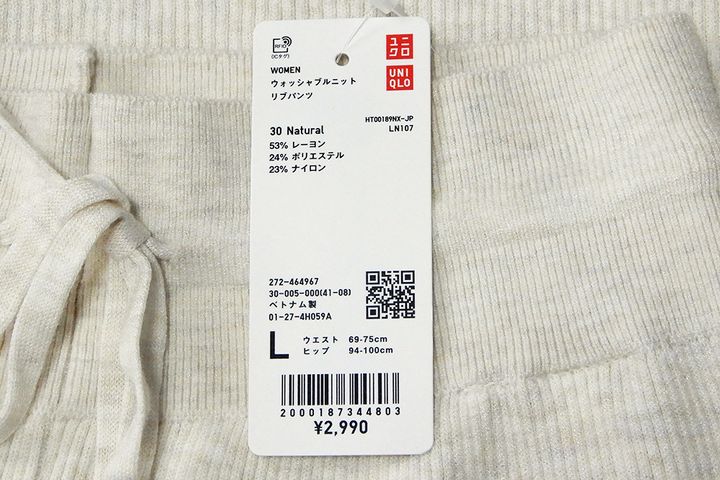 RFID
(ICタグ)
ユニ
クロ
UNI
QLO
WOMEN
ウォッシャブルニット
リブパンツ
HT00189NX-JP
30 Natural LN107
53% レーヨン
24% ポリエステル
23% ナイロン
272-464967
30-005-000(41-08)
ベトナム製
01-27-4H059A
L ウエスト 69-75cm
ヒップ 94-100cm
2000187344803
¥2,990